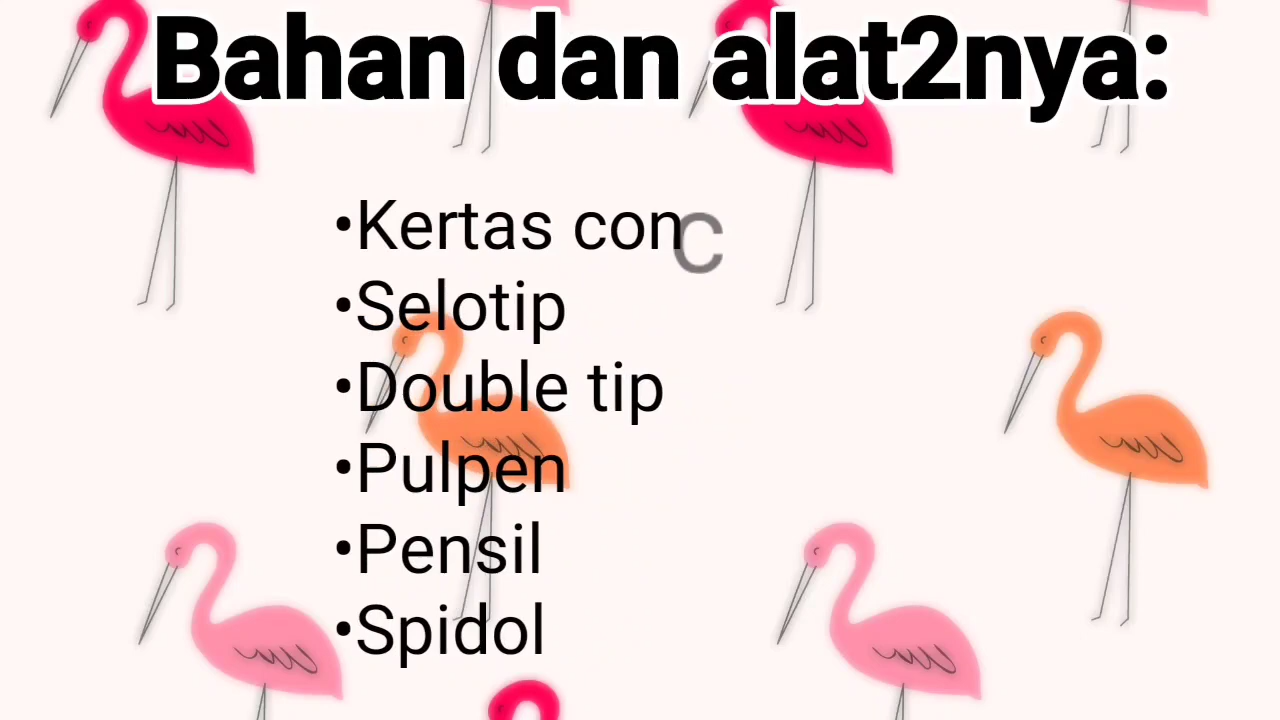 Bahan dan alat2nya:
•Kertas conc
•Selotip
•Double tip
•Pulpen
•Pensil
•Spidol